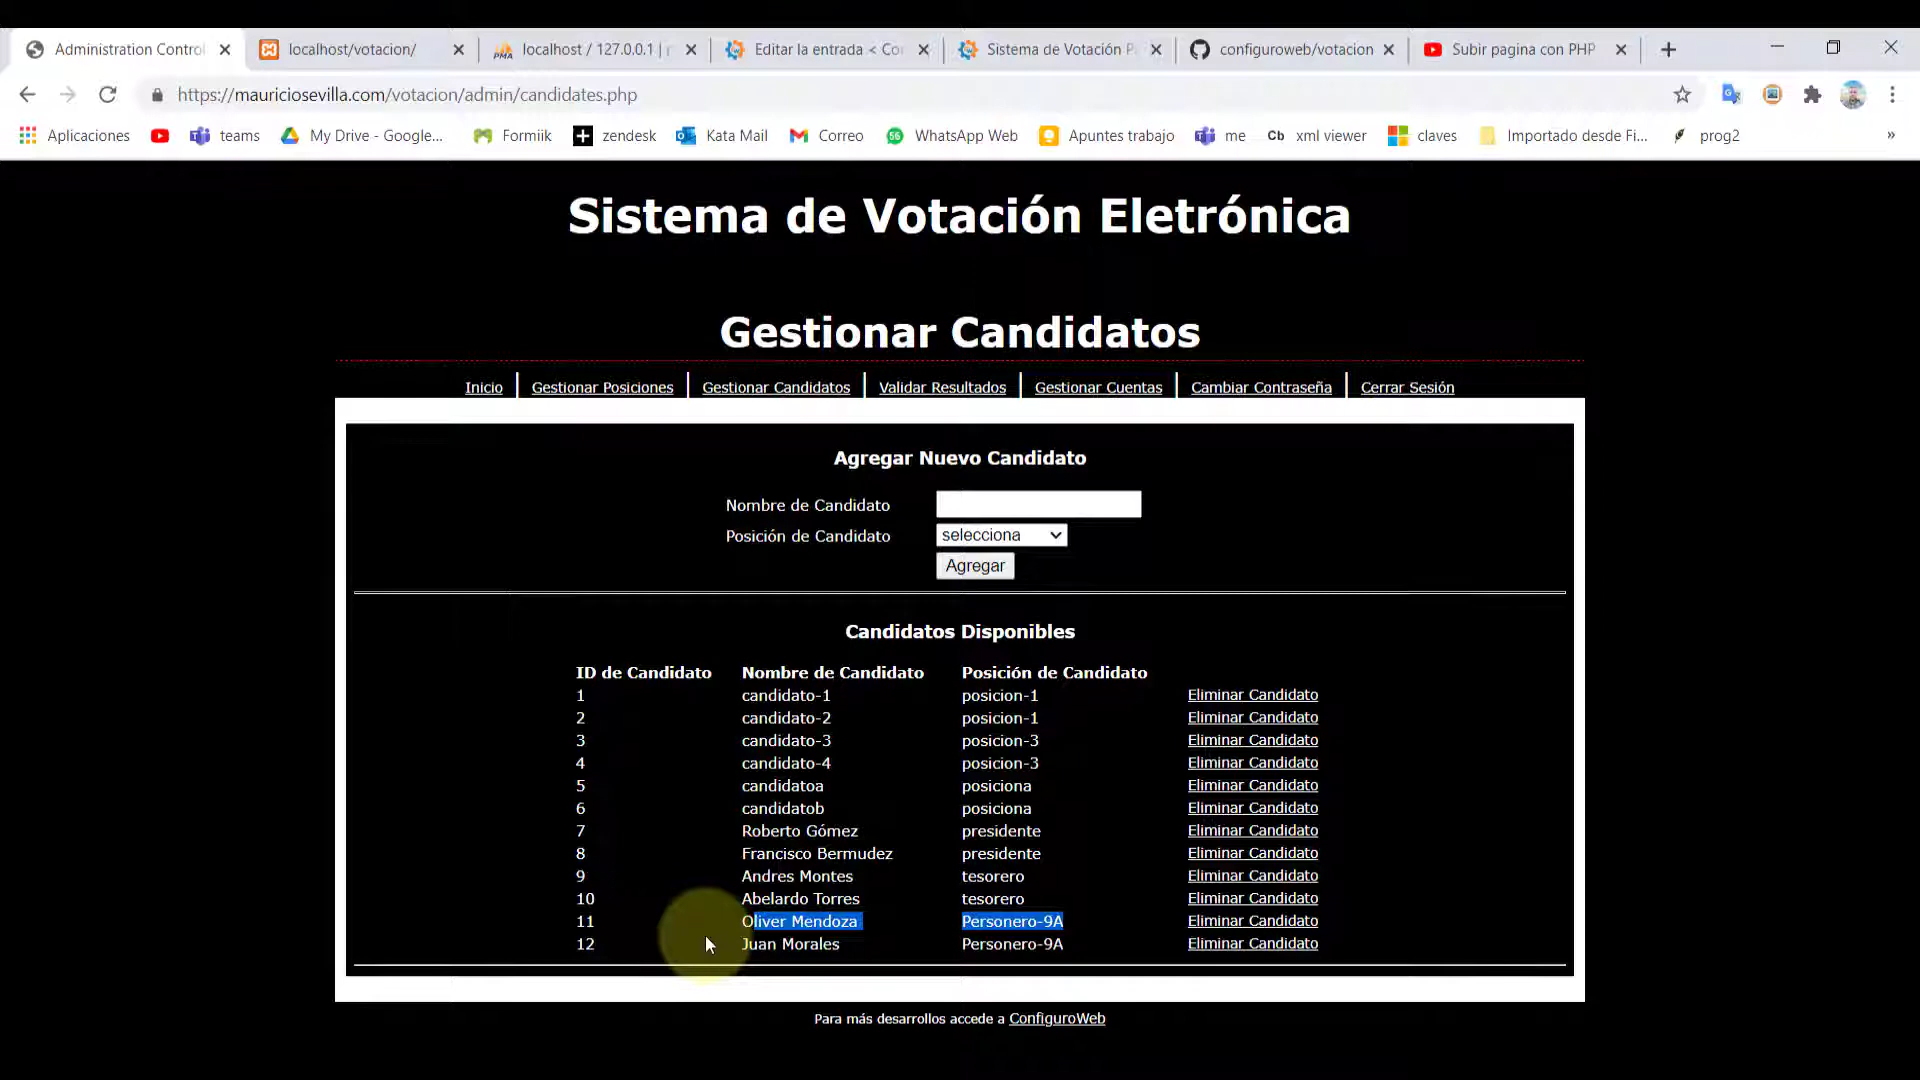 Administration Control
localhost/votacion/
localhost / 127.0.0.1 |
Editar la entrada < Co
Sistema de Votación P
configuroweb/votacion
Subir pagina con PHP
https://mauriciosevilla.com/votacion/admin/candidates.php
Aplicaciones
teams
My Drive - Google...
Formiik
zendesk
Kata Mail
Correo
WhatsApp Web
Apuntes trabajo
me
Cb xml viewer
claves
Importado desde Fi...
prog2
»
Sistema de Votación Eletrónica
Gestionar Candidatos
Inicio Gestionar Posiciones Gestionar Candidatos Validar Resultados Gestionar Cuentas Cambiar Contraseña Cerrar Sesión
Agregar Nuevo Candidato
Nombre de Candidato
Posición de Candidato selecciona
Agregar
Candidatos Disponibles
ID de Candidato Nombre de Candidato Posición de Candidato
1 candidato-1 posicion-1 Eliminar Candidato
2 candidato-2 posicion-1 Eliminar Candidato
3 candidato-3 posicion-3 Eliminar Candidato
4 candidato-4 posicion-3 Eliminar Candidato
5 candidatoa posiciona Eliminar Candidato
6 candidatob posiciona Eliminar Candidato
7 Roberto Gómez presidente Eliminar Candidato
8 Francisco Bermudez presidente Eliminar Candidato
9 Andres Montes tesorero Eliminar Candidato
10 Abelardo Torres tesorero Eliminar Candidato
11 Oliver Mendoza Personero-9A Eliminar Candidato
12 Juan Morales Personero-9A Eliminar Candidato
Para más desarrollos accede a ConfiguroWeb